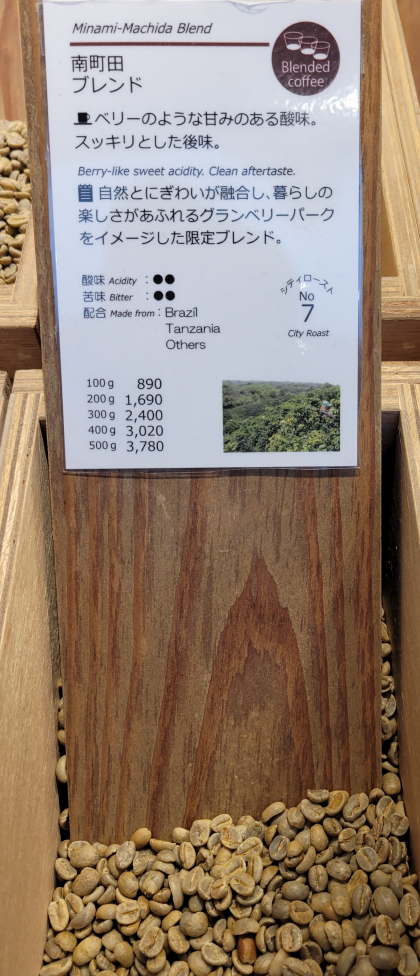 Minami-Machida Blend
南町田
ブレンド
Blended
coffee
ベリーのような甘みのある酸味。
スッキリとした後味。
Berry-like sweet acidity. Clean aftertaste.
自然とにぎわいが融合し、暮らしの
楽しさがあふれるグランベリーパーク
をイメージした限定ブレンド。
酸味 Acidity : ●●
苦味 Bitter : ●●
配合 Made from : Brazil
Tanzania
Others
シティロースト
No
7
City Roast
100g 890
200g 1,690
300g 2,400
400g 3,020
500g 3,780